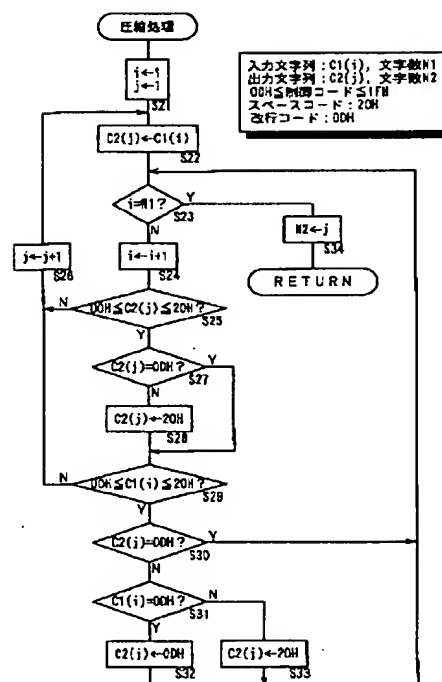 圧縮処理
i←1
j←1
S21
入力文字列：C1(i), 文字数N1
出力文字列：C2(j), 文字数N2
00H≦制御コード≦1FH
スペースコード：20H
改行コード：0DH
C2(j)←C1(i)
S22
i=N1?
Y
S23
N
N2←j
S34
j←j+1
S26
i←i+1
S24
RETURN
N
00H≦C2(j)≦20H?
S25
Y
C2(j)=0DH?
Y
S27
N
C2(j)←20H
S28
N
00H≦C1(i)≦20H?
S29
Y
C2(j)=0DH?
Y
S30
N
C1(i)=0DH?
N
S31
Y
C2(j)←0DH
S32
C2(j)←20H
S33